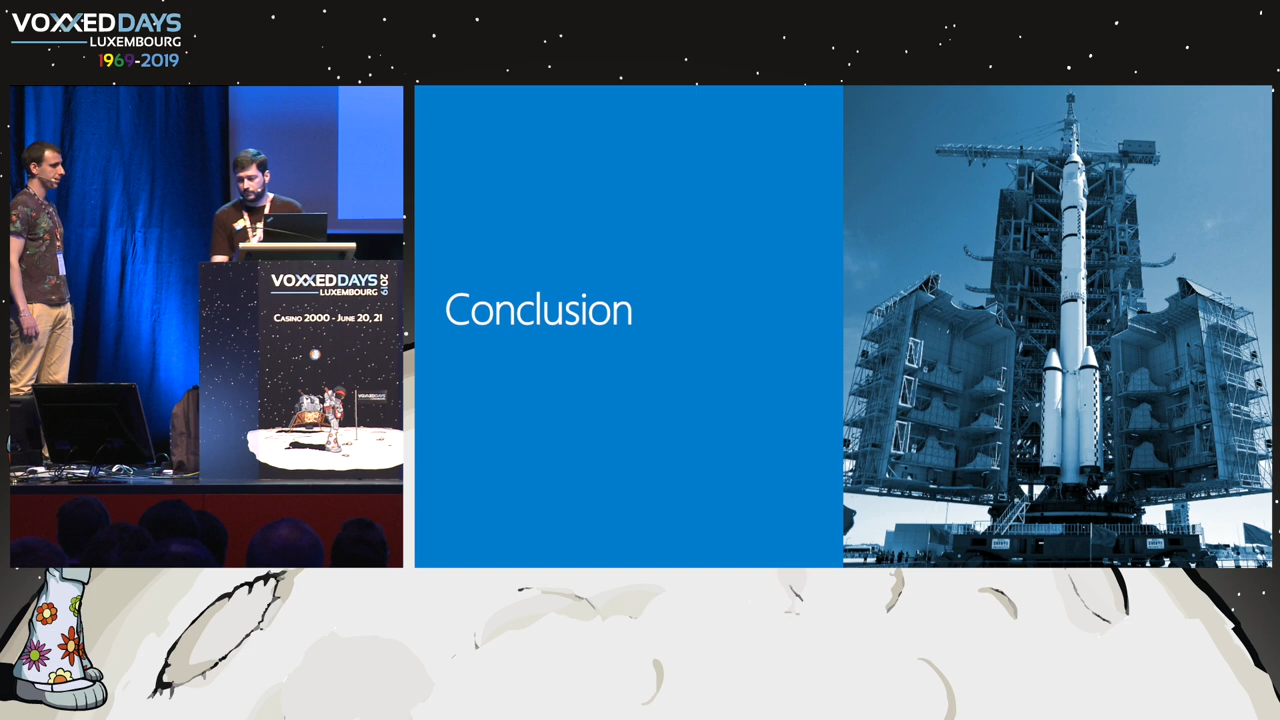 VOXXEDDAYS
LUXEMBOURG
1969-2019
VOXXEDDAYS
2019
LUXEMBOURG
CASINO 2000 - JUNE 20, 21
Conclusion